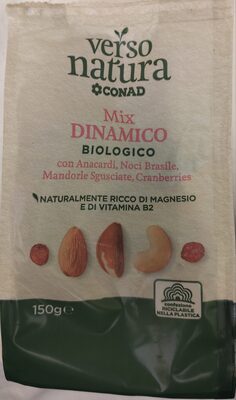 verso
natura
CONAD
Mix
DINAMICO
BIOLOGICO
con Anacardi, Noci Brasile,
Mandorle Sgusciate, Cranberries
NATURALMENTE RICCO DI MAGNESIO
E DI VITAMINA B2
150g℮
confezione
RICICLABILE
NELLA PLASTICA